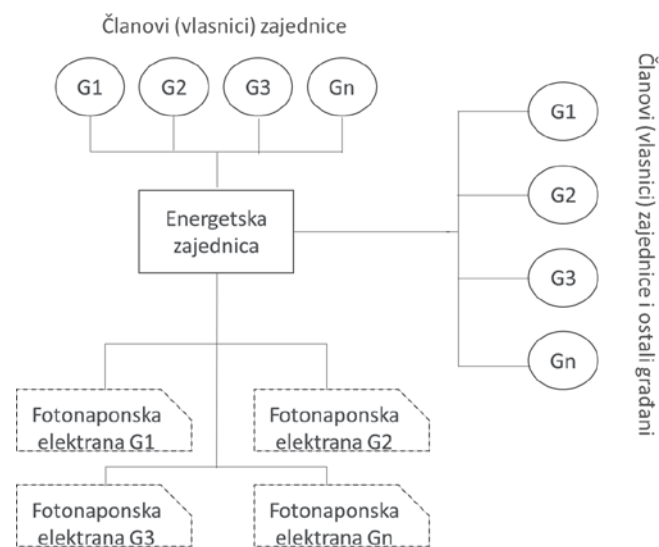 Članovi (vlasnici) zajednice
G1
G2
G3
Gn
Energetska
zajednica
G1
G2
G3
Gn
Članovi (vlasnici) zajednice i ostali građani
Fotonaponska
elektrana G1
Fotonaponska
elektrana G2
Fotonaponska
elektrana G3
Fotonaponska
elektrana Gn